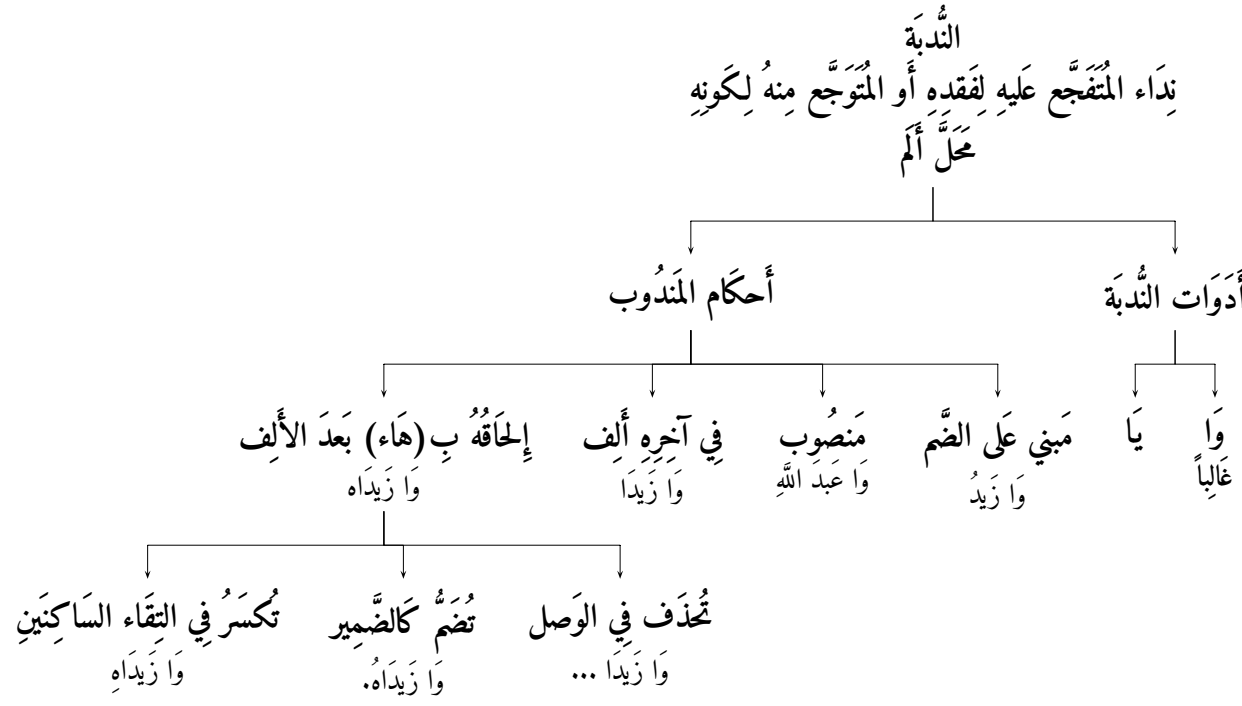 النُّدبَة
نِدَاء المُتَفَجَّع عَليهِ لِفَقدِهِ أَو المُتَوَجَّع مِنهُ لِكَونِهِ
مَحَلَّ أَلَم
أَدَوَات النُّدبَة
أَحكَام المَندُوب
وَا
غَالِباً
يَا
مَبني عَلى الضَّم
وَا زَيدُ
مَنصُوب
وَا عَبدَ اللَّهِ
فِي آخِرِهِ أَلِف
وَا زَيدَا
إِلحَاقُهُ بِ (هَاء) بَعدَ الأَلِف
وَا زَيدَاه
تُحذَف فِي الوَصل
وَا زَيدَا ...
تُضَمُّ كَالضَّمِير
وَا زَيدَاهُ.
تُكسَرُ فِي التِقَاء السَاكِنَينِ
وَا زَيدَاهِ